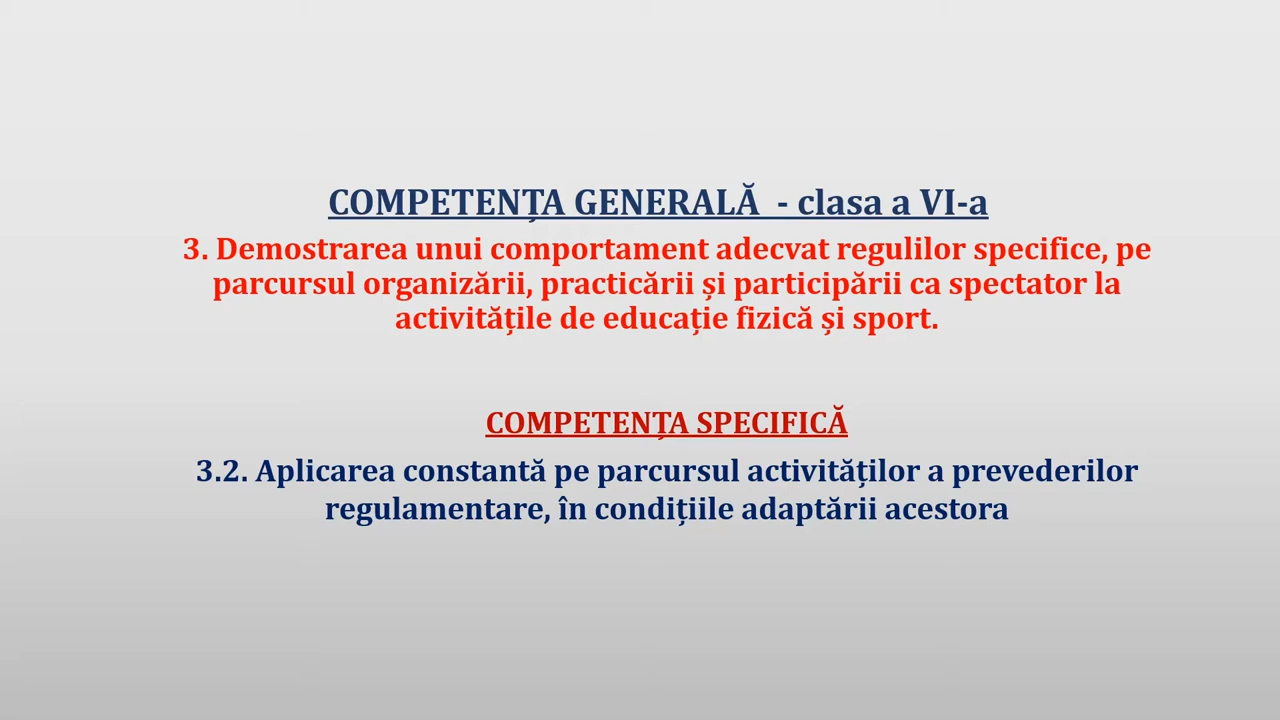 COMPETENȚA GENERALĂ  - clasa a VI-a
3. Demostrarea unui comportament adecvat regulilor specifice, pe
parcursul organizării, practicării și participării ca spectator la
activitățile de educație fizică și sport.
COMPETENȚA SPECIFICĂ
3.2. Aplicarea constantă pe parcursul activităților a prevederilor
regulamentare, în condițiile adaptării acestora